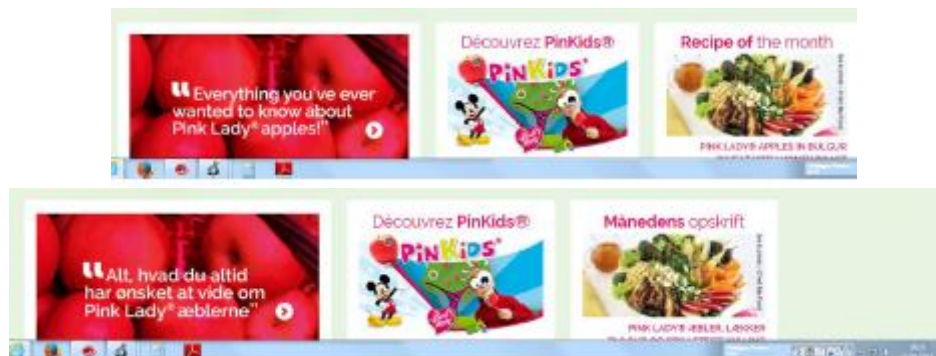 “Everything you've ever
wanted to know about
Pink Lady® apples!”
Découvrez PinKids®
PiNKiDS®
Recipe of the month
PINK LADY® APPLES IN BULGUR
“Alt, hvad du altid
har ønsket at vide om
Pink Lady® æblerne”
Découvrez PinKids®
PiNKiDS®
Månedens opskrift
PINK LADY® ÆBLER, LÆKKER